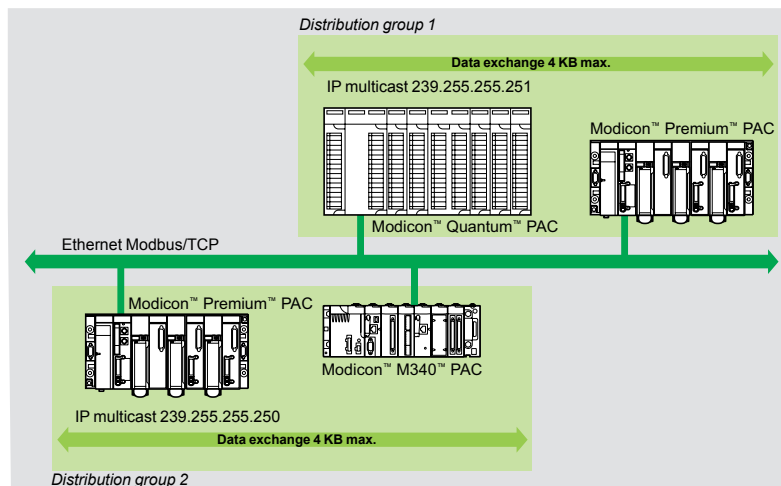 Distribution group 1
Data exchange 4 KB max.
IP multicast 239.255.255.251
Modicon™ Premium™ PAC
Modicon™ Quantum™ PAC
Ethernet Modbus/TCP
Modicon™ Premium™ PAC
Modicon™ M340™ PAC
IP multicast 239.255.255.250
Data exchange 4 KB max.
Distribution group 2